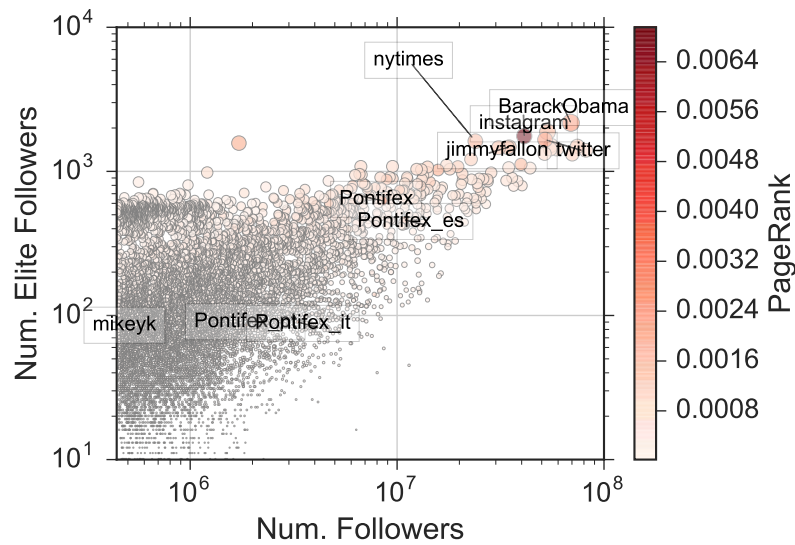 10^4
10^3
10^2
10^1
Num. Elite Followers
nytimes
BarackObama
instagram
jimmyfallon
twitter
Pontifex
Pontifex_es
mikeyk
Pontifex_it
10^6
10^7
10^8
Num. Followers
0.0064
0.0056
0.0048
0.0040
0.0032
0.0024
0.0016
0.0008
PageRank